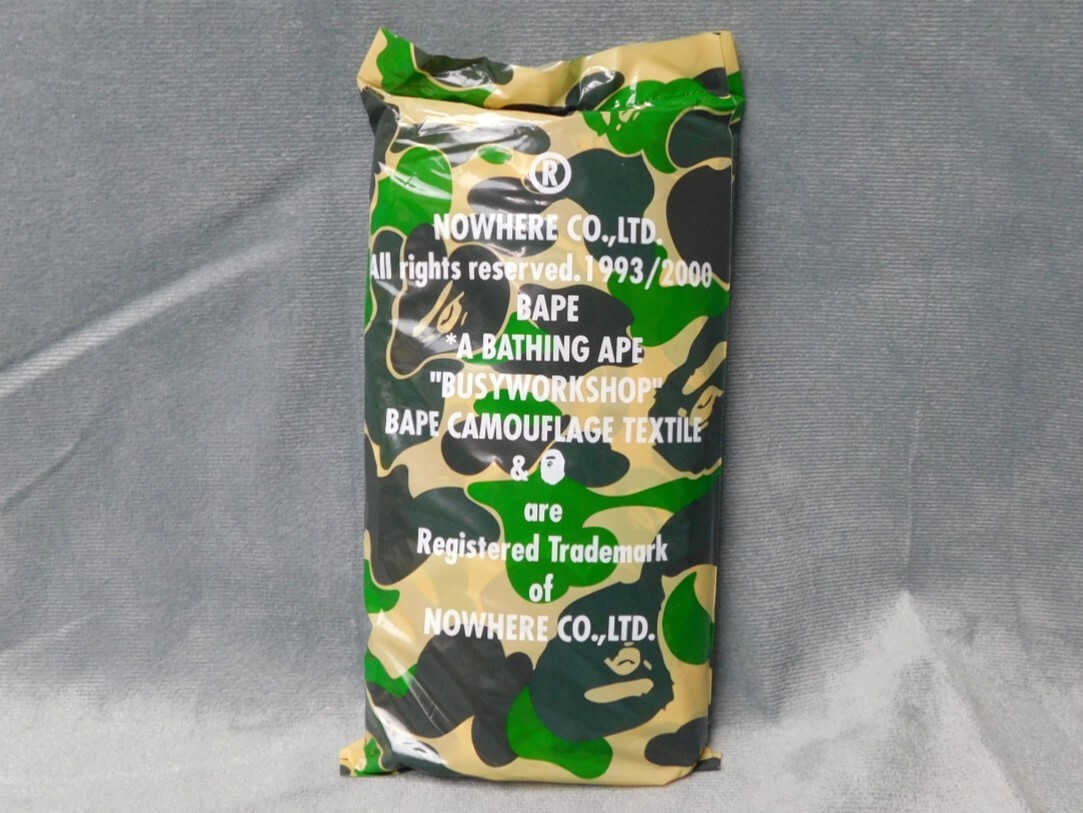 ®
NOWHERE CO.,LTD.
All rights reserved.1993/2000
BAPE
*A BATHING APE
"BUSYWORKSHOP"
BAPE CAMOUFLAGE TEXTILE
&
are
Registered Trademark
of
NOWHERE CO.,LTD.